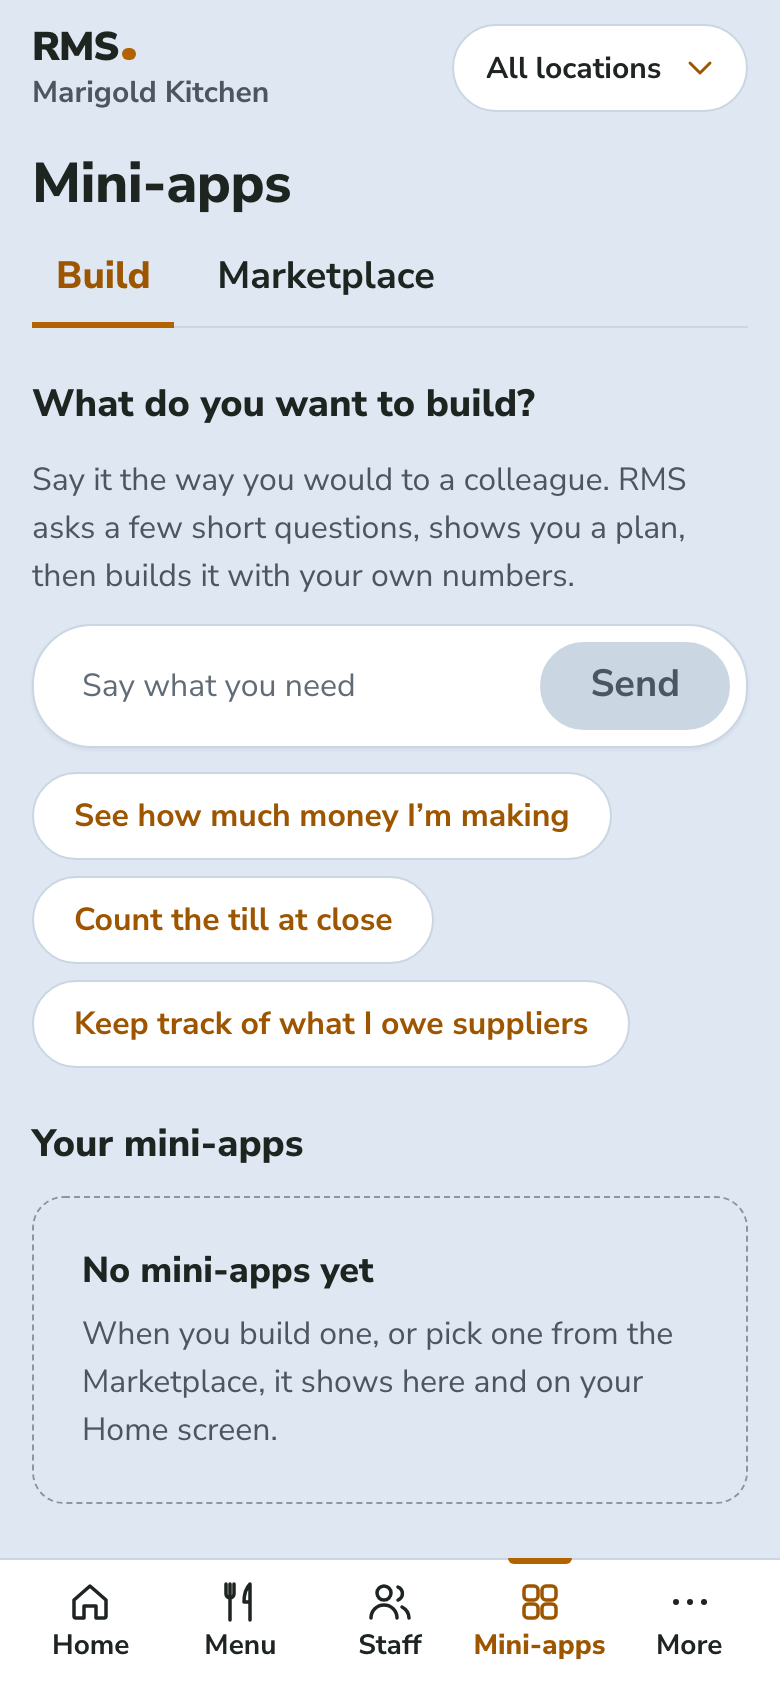 RMS.
Marigold Kitchen
All locations
Mini-apps
Build
Marketplace
What do you want to build?
Say it the way you would to a colleague. RMS
asks a few short questions, shows you a plan,
then builds it with your own numbers.
Say what you need
Send
See how much money I’m making
Count the till at close
Keep track of what I owe suppliers
Your mini-apps
No mini-apps yet
When you build one, or pick one from the
Marketplace, it shows here and on your
Home screen.
Home
Menu
Staff
Mini-apps
More